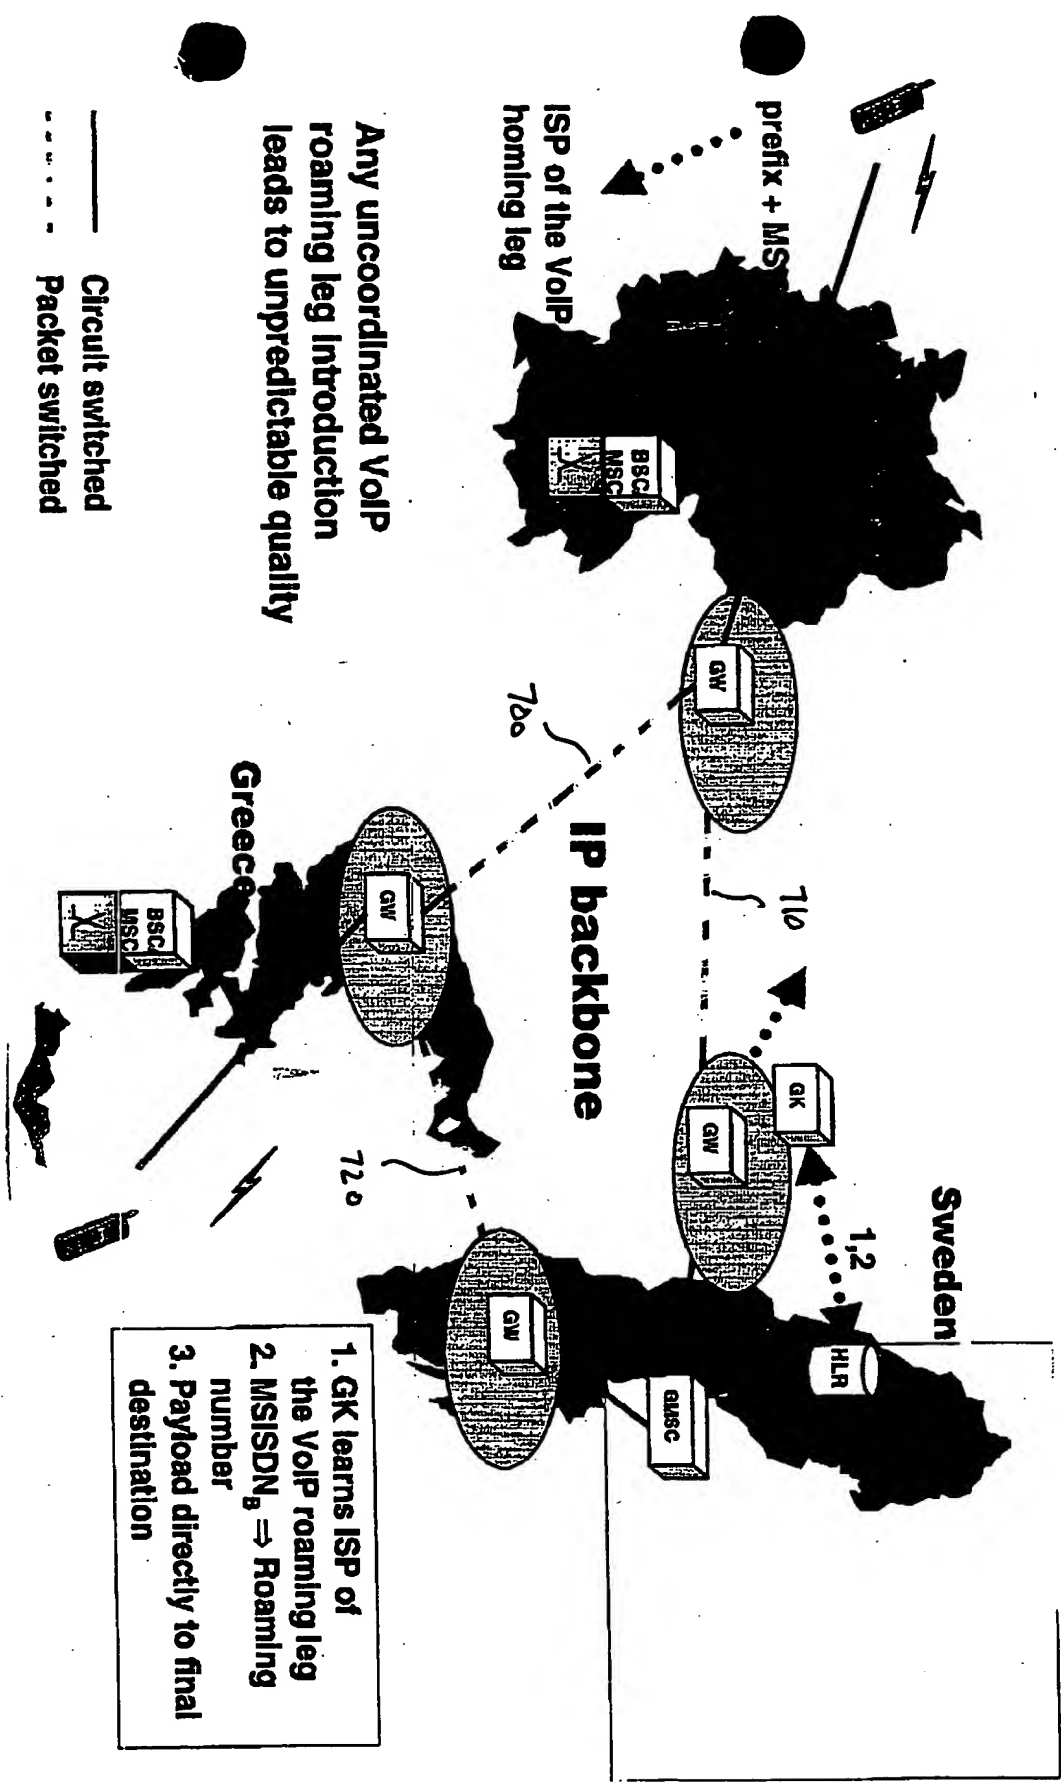 Sweden
prefix + MS
1,2
HLR
GK
710
ISP of the VoIP
homing leg
BSC/
MSC
GW
GW
GMSC
IP backbone
700
Any uncoordinated VoIP
roaming leg introduction
leads to unpredictable quality
GW
720
GW
Greece
BSC/
MSC
1. GK learns ISP of
the VoIP roaming leg
2. MSISDN_B ⇒ Roaming
number
3. Payload directly to final
destination
Circuit switched
Packet switched